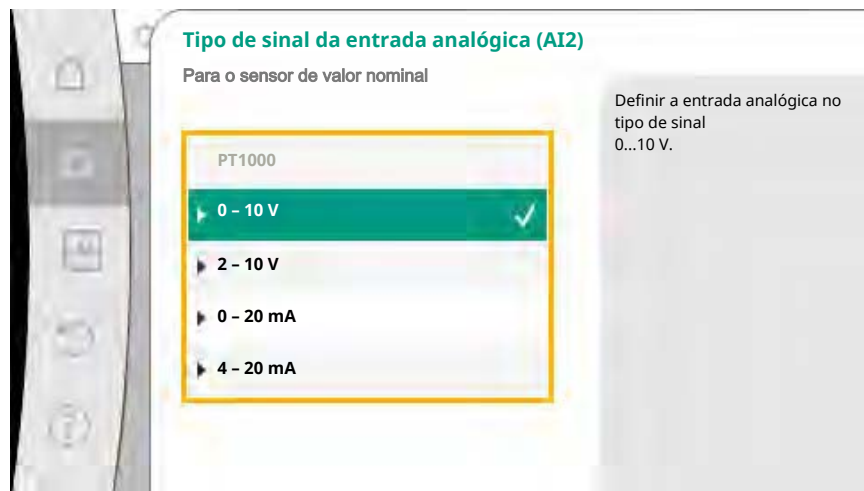 Tipo de sinal da entrada analógica (AI2)
Para o sensor de valor nominal
PT1000
0 – 10 V
2 – 10 V
0 – 20 mA
4 – 20 mA
Definir a entrada analógica no
tipo de sinal
0...10 V.